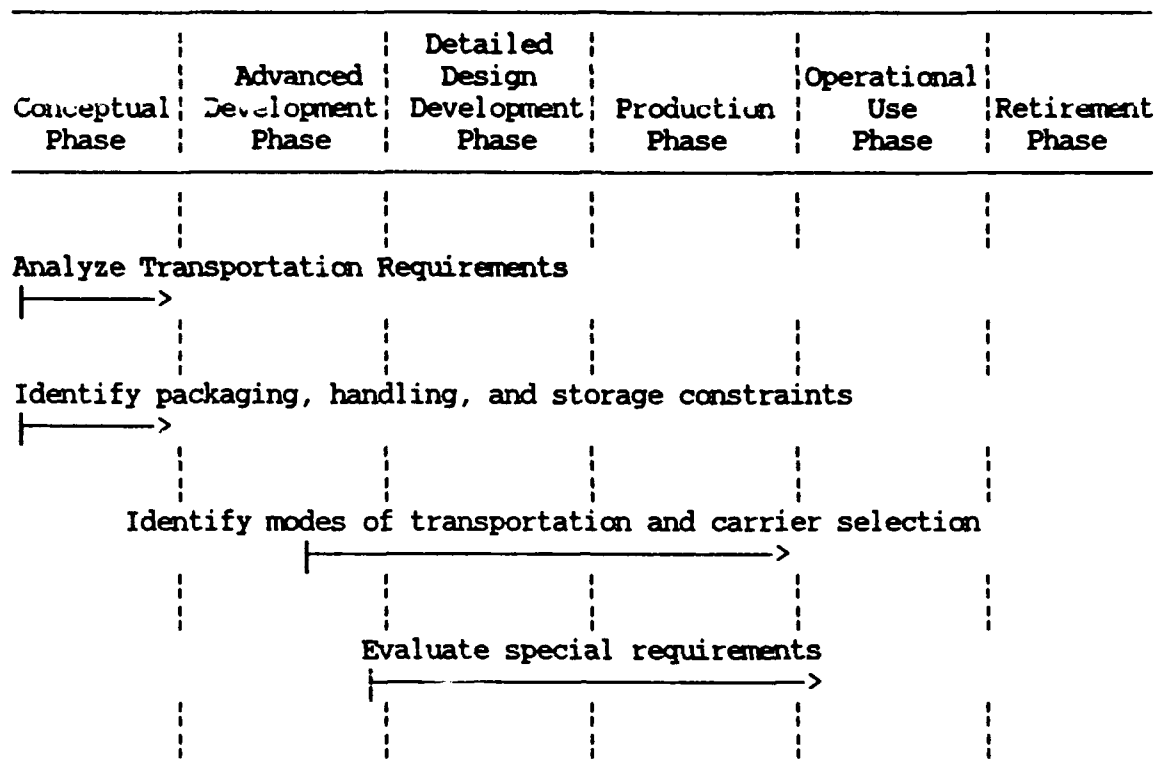 Detailed
Advanced Design Operational
Conceptual Development Development Production Use Retirement
Phase Phase Phase Phase Phase Phase
Analyze Transportation Requirements
Identify packaging, handling, and storage constraints
Identify modes of transportation and carrier selection
Evaluate special requirements